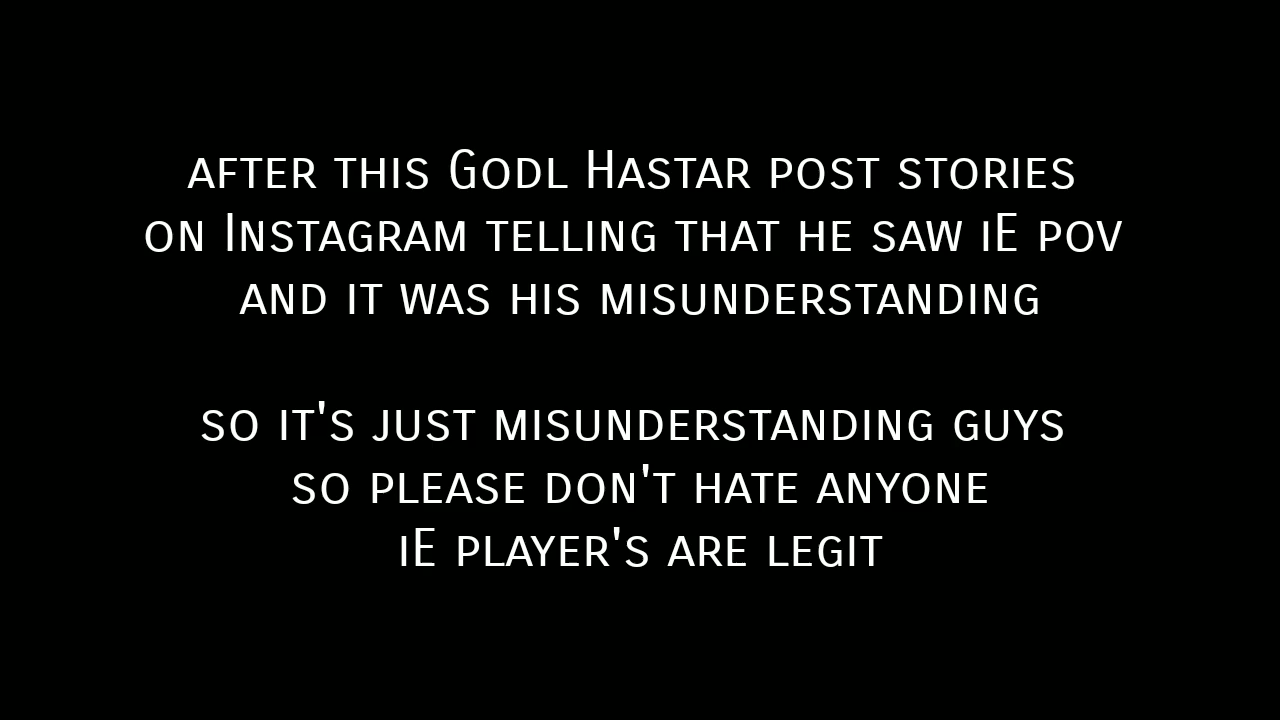 after this Godl Hastar post stories
on Instagram telling that he saw iE pov
and it was his misunderstanding
so it's just misunderstanding guys
so please don't hate anyone
iE player's are legit